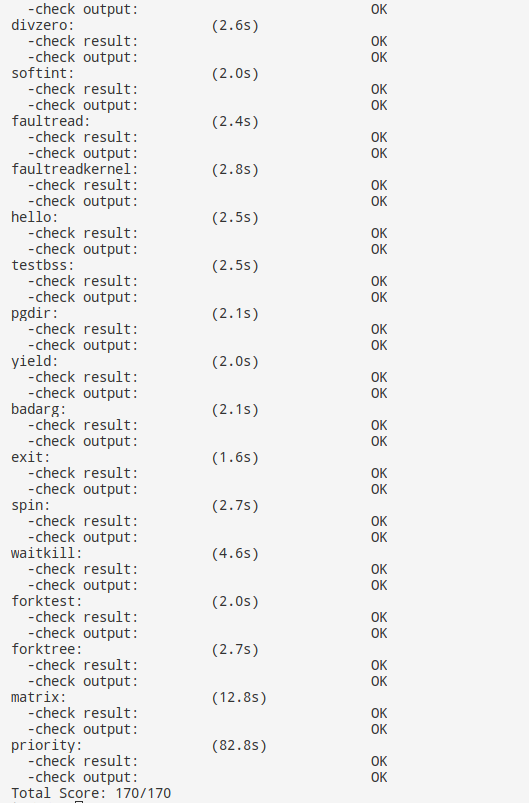 -check output: OK
divzero: (2.6s)
-check result: OK
-check output: OK
softint: (2.0s)
-check result: OK
-check output: OK
faultread: (2.4s)
-check result: OK
-check output: OK
faultreadkernel: (2.8s)
-check result: OK
-check output: OK
hello: (2.5s)
-check result: OK
-check output: OK
testbss: (2.5s)
-check result: OK
-check output: OK
pgdir: (2.1s)
-check result: OK
-check output: OK
yield: (2.0s)
-check result: OK
-check output: OK
badarg: (2.1s)
-check result: OK
-check output: OK
exit: (1.6s)
-check result: OK
-check output: OK
spin: (2.7s)
-check result: OK
-check output: OK
waitkill: (4.6s)
-check result: OK
-check output: OK
forktest: (2.0s)
-check result: OK
-check output: OK
forktree: (2.7s)
-check result: OK
-check output: OK
matrix: (12.8s)
-check result: OK
-check output: OK
priority: (82.8s)
-check result: OK
-check output: OK
Total Score: 170/170